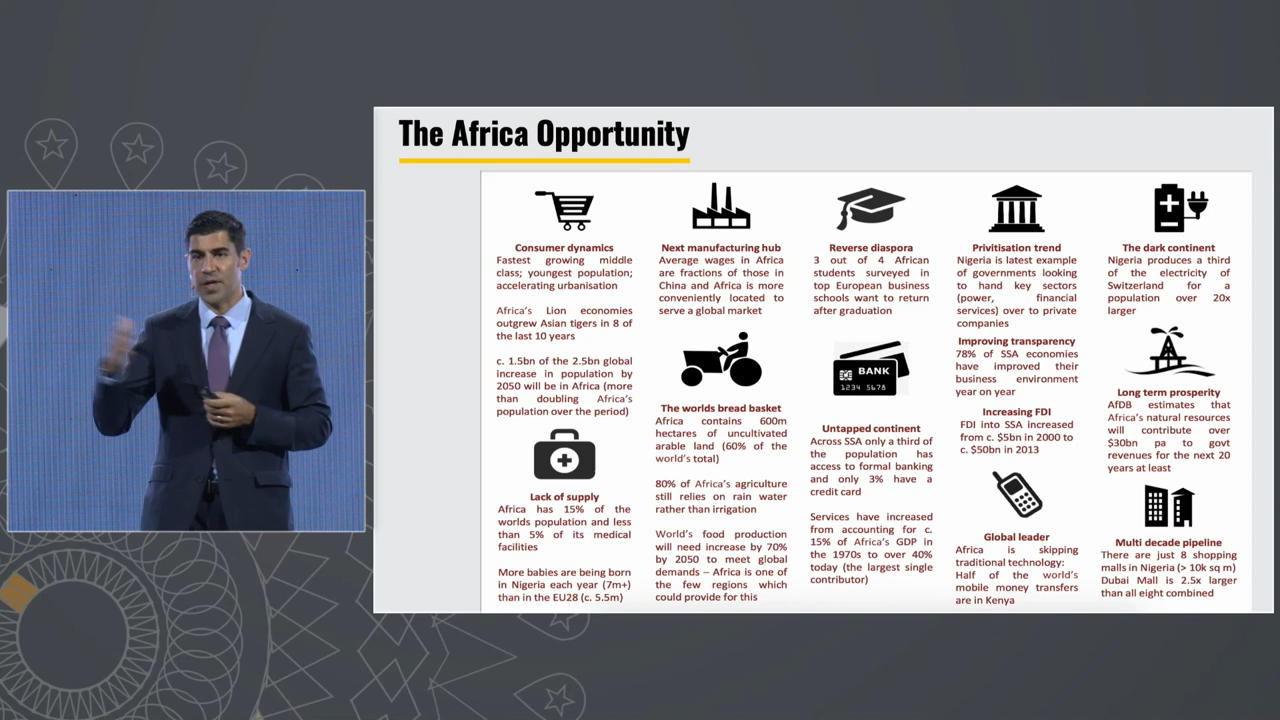 The Africa Opportunity
Consumer dynamics
Fastest growing middle
class; youngest population;
accelerating urbanisation
Africa's Lion economies
outgrew Asian tigers in 8 of
the last 10 years
c. 1.5bn of the 2.5bn global
increase in population by
2050 will be in Africa (more
than doubling Africa's
population over the period)
Lack of supply
Africa has 15% of the
worlds population and less
than 5% of its medical
facilities
More babies are being born
in Nigeria each year (7m+)
than in the EU28 (c. 5.5m)
Next manufacturing hub
Average wages in Africa
are fractions of those in
China and Africa is more
conveniently located to
serve a global market
The worlds bread basket
Africa contains 600m
hectares of uncultivated
arable land (60% of the
world's total)
80% of Africa's agriculture
still relies on rain water
rather than irrigation
World's food production
will need increase by 70%
by 2050 to meet global
demands – Africa is one of
the few regions which
could provide for this
Reverse diaspora
3 out of 4 African
students surveyed in
top European business
schools want to return
after graduation
BANK
1234 5678
Untapped continent
Across SSA only a third of
the population has
access to formal banking
and only 3% have a
credit card
Services have increased
from accounting for c.
15% of Africa's GDP in
the 1970s to over 40%
today (the largest single
contributor)
Privitisation trend
Nigeria is latest example
of governments looking
to hand key sectors
(power, financial
services) over to private
companies
Improving transparency
78% of SSA economies
have improved their
business environment
year on year
Increasing FDI
FDI into SSA increased
from c. $5bn in 2000 to
c. $50bn in 2013
Global leader
Africa is skipping
traditional technology:
Half of the world's
mobile money transfers
are in Kenya
The dark continent
Nigeria produces a third
of the electricity of
Switzerland for a
population over 20x
larger
Long term prosperity
AfDB estimates that
Africa's natural resources
will contribute over
$30bn pa to govt
revenues for the next 20
years at least
Multi decade pipeline
There are just 8 shopping
malls in Nigeria (> 10k sq m)
Dubai Mall is 2.5x larger
than all eight combined